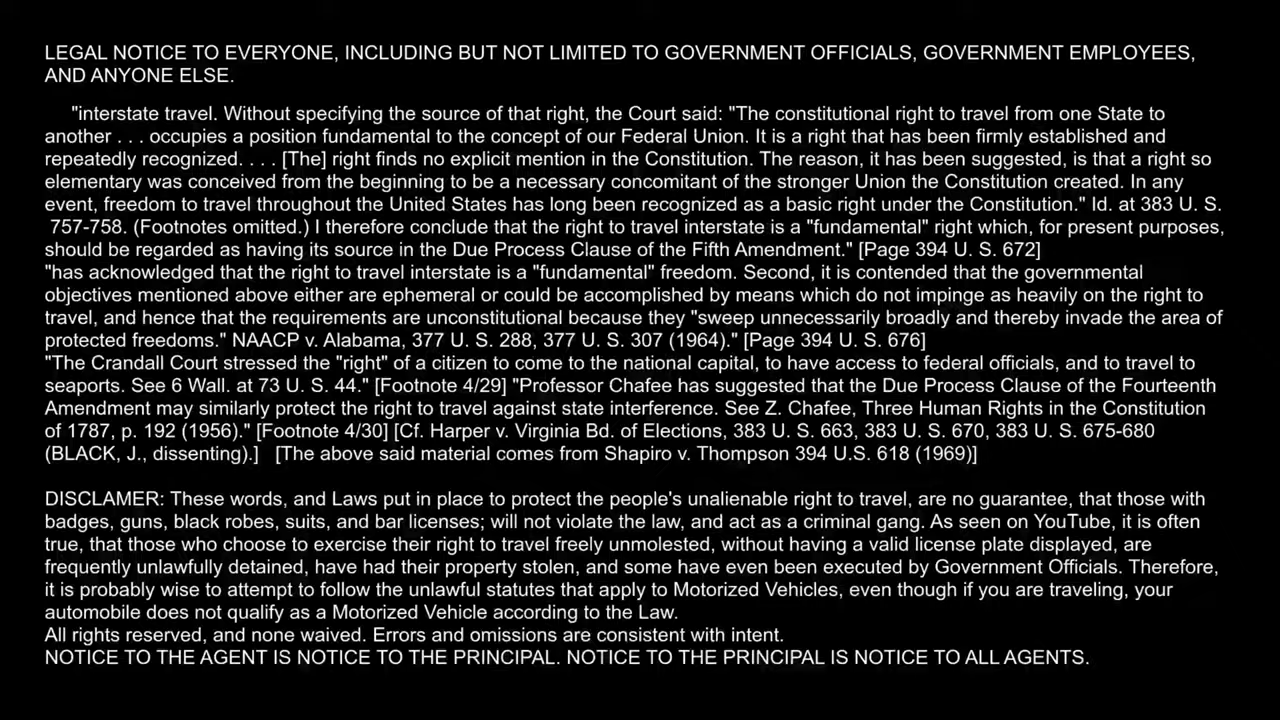 LEGAL NOTICE TO EVERYONE, INCLUDING BUT NOT LIMITED TO GOVERNMENT OFFICIALS, GOVERNMENT EMPLOYEES,
AND ANYONE ELSE.
"interstate travel. Without specifying the source of that right, the Court said: "The constitutional right to travel from one State to
another . . . occupies a position fundamental to the concept of our Federal Union. It is a right that has been firmly established and
repeatedly recognized. . . . [The] right finds no explicit mention in the Constitution. The reason, it has been suggested, is that a right so
elementary was conceived from the beginning to be a necessary concomitant of the stronger Union the Constitution created. In any
event, freedom to travel throughout the United States has long been recognized as a basic right under the Constitution." Id. at 383 U. S.
757-758. (Footnotes omitted.) I therefore conclude that the right to travel interstate is a "fundamental" right which, for present purposes,
should be regarded as having its source in the Due Process Clause of the Fifth Amendment." [Page 394 U. S. 672]
"has acknowledged that the right to travel interstate is a "fundamental" freedom. Second, it is contended that the governmental
objectives mentioned above either are ephemeral or could be accomplished by means which do not impinge as heavily on the right to
travel, and hence that the requirements are unconstitutional because they "sweep unnecessarily broadly and thereby invade the area of
protected freedoms." NAACP v. Alabama, 377 U. S. 288, 377 U. S. 307 (1964)." [Page 394 U. S. 676]
"The Crandall Court stressed the "right" of a citizen to come to the national capital, to have access to federal officials, and to travel to
seaports. See 6 Wall. at 73 U. S. 44." [Footnote 4/29] "Professor Chafee has suggested that the Due Process Clause of the Fourteenth
Amendment may similarly protect the right to travel against state interference. See Z. Chafee, Three Human Rights in the Constitution
of 1787, p. 192 (1956)." [Footnote 4/30] [Cf. Harper v. Virginia Bd. of Elections, 383 U. S. 663, 383 U. S. 670, 383 U. S. 675-680
(BLACK, J., dissenting).] [The above said material comes from Shapiro v. Thompson 394 U.S. 618 (1969)]
DISCLAMER: These words, and Laws put in place to protect the people's unalienable right to travel, are no guarantee, that those with
badges, guns, black robes, suits, and bar licenses; will not violate the law, and act as a criminal gang. As seen on YouTube, it is often
true, that those who choose to exercise their right to travel freely unmolested, without having a valid license plate displayed, are
frequently unlawfully detained, have had their property stolen, and some have even been executed by Government Officials. Therefore,
it is probably wise to attempt to follow the unlawful statutes that apply to Motorized Vehicles, even though if you are traveling, your
automobile does not qualify as a Motorized Vehicle according to the Law.
All rights reserved, and none waived. Errors and omissions are consistent with intent.
NOTICE TO THE AGENT IS NOTICE TO THE PRINCIPAL. NOTICE TO THE PRINCIPAL IS NOTICE TO ALL AGENTS.